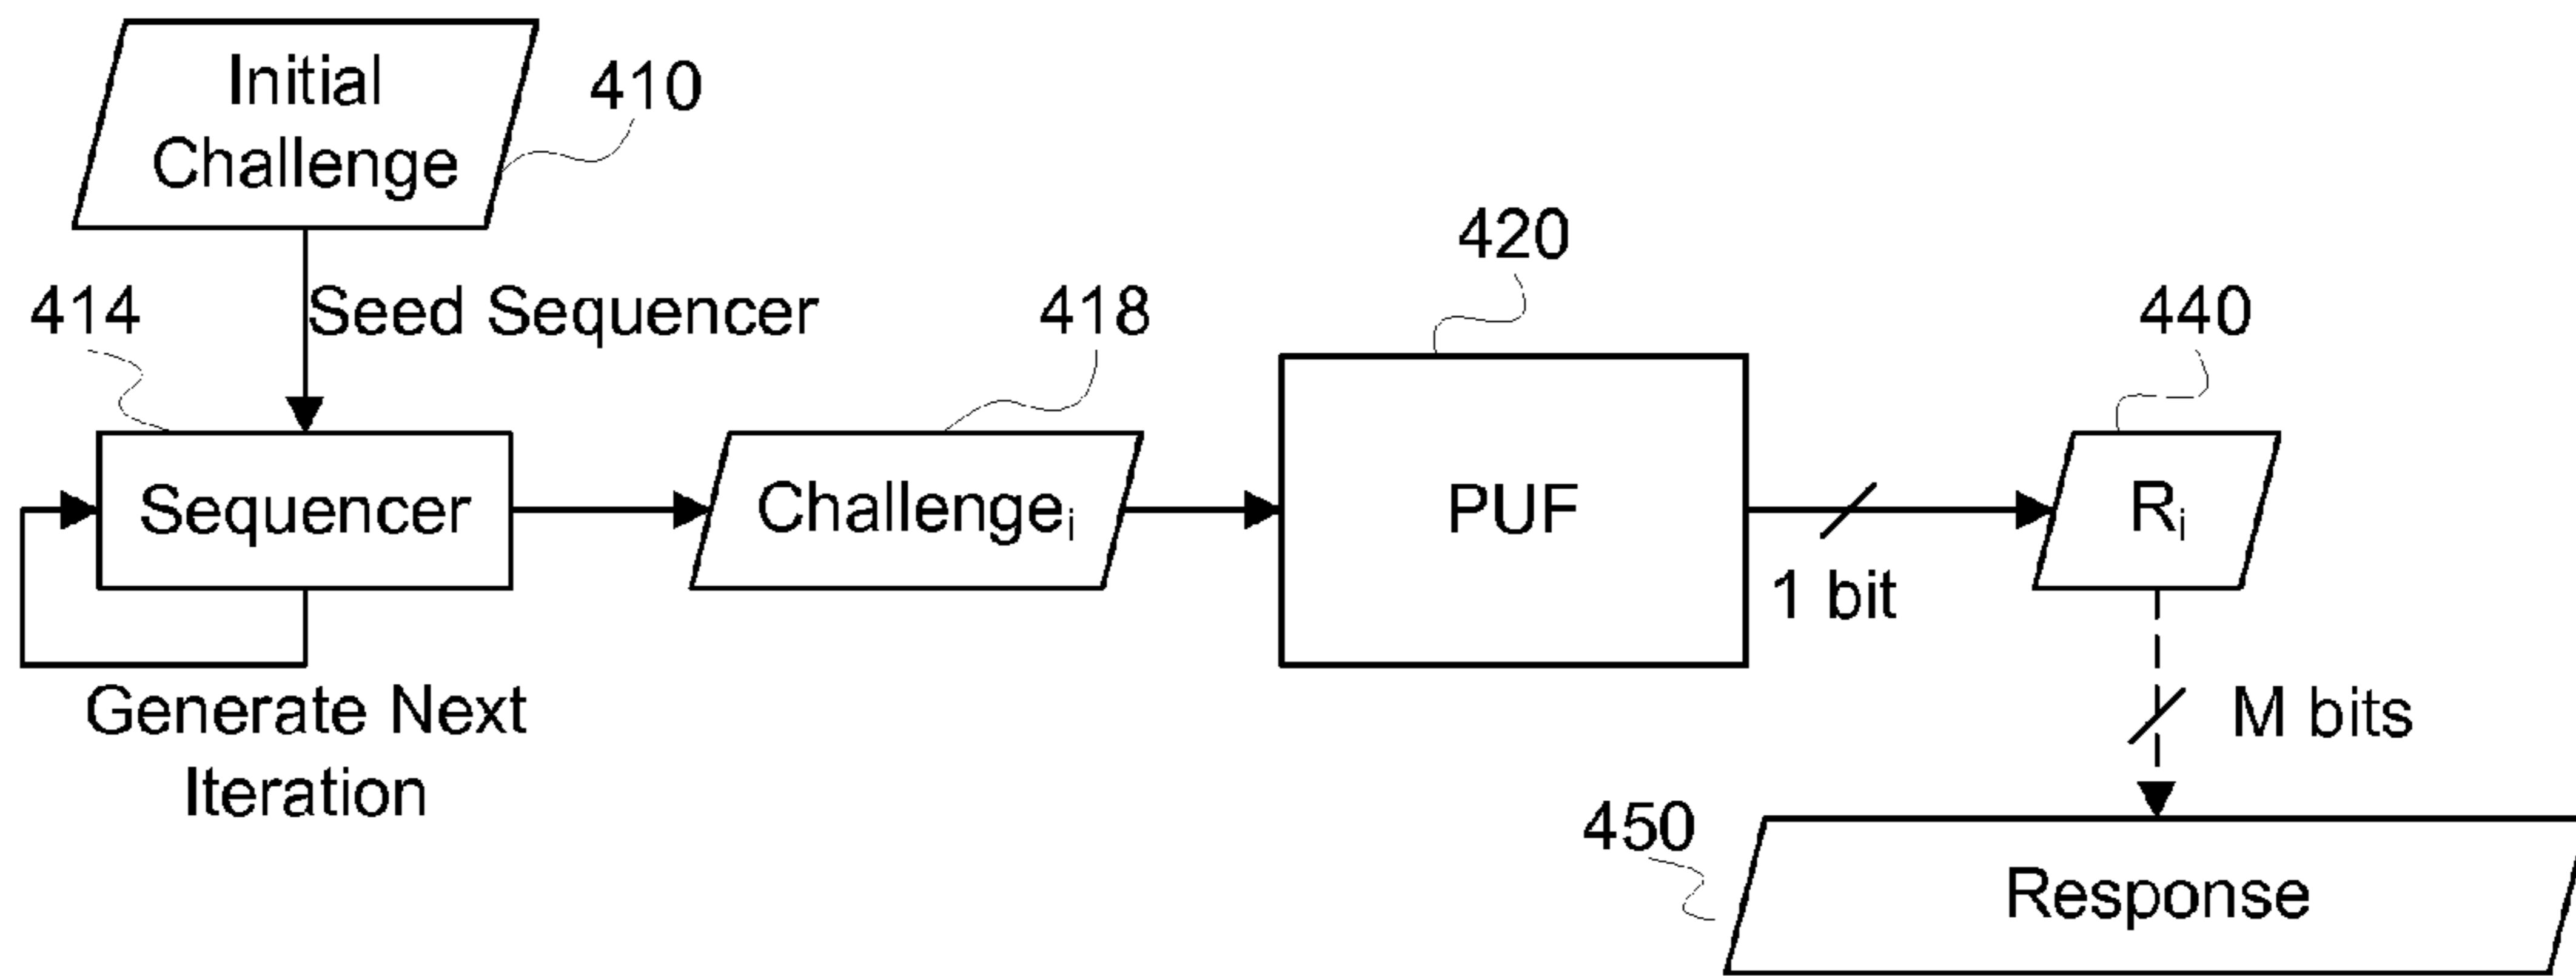 Initial
Challenge
410
Seed Sequencer
414
Sequencer
Generate Next
Iteration
418
Challengei
420
PUF
1 bit
440
Ri
M bits
450
Response